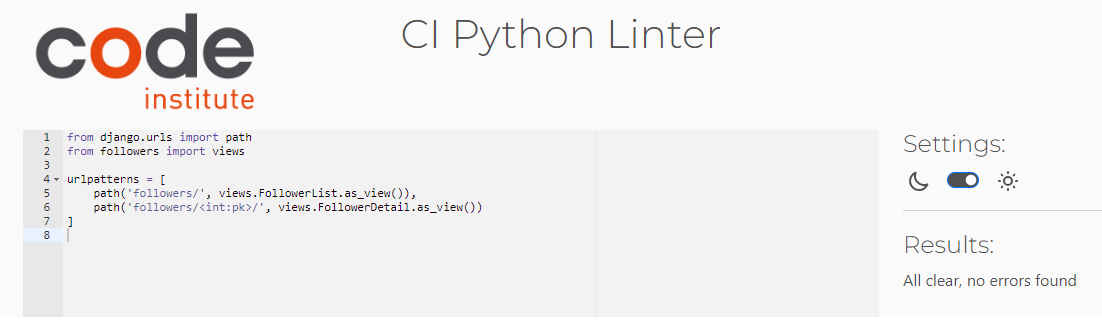 code
institute
CI Python Linter
1 from django.urls import path
2 from followers import views
3
4 urlpatterns = [
5     path('followers/', views.FollowerList.as_view()),
6     path('followers/<int:pk>/', views.FollowerDetail.as_view())
7 ]
8
Settings:
Results:
All clear, no errors found